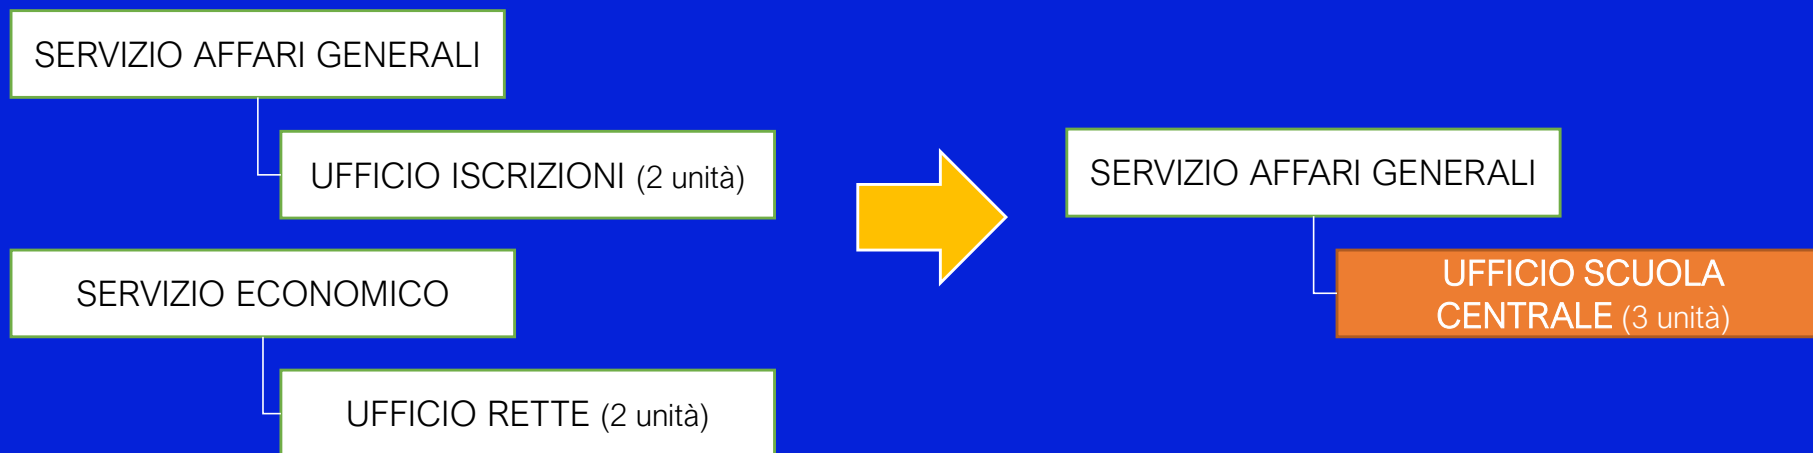 SERVIZIO AFFARI GENERALI
UFFICIO ISCRIZIONI (2 unità)
SERVIZIO ECONOMICO
UFFICIO RETTE (2 unità)
SERVIZIO AFFARI GENERALI
UFFICIO SCUOLA
CENTRALE (3 unità)